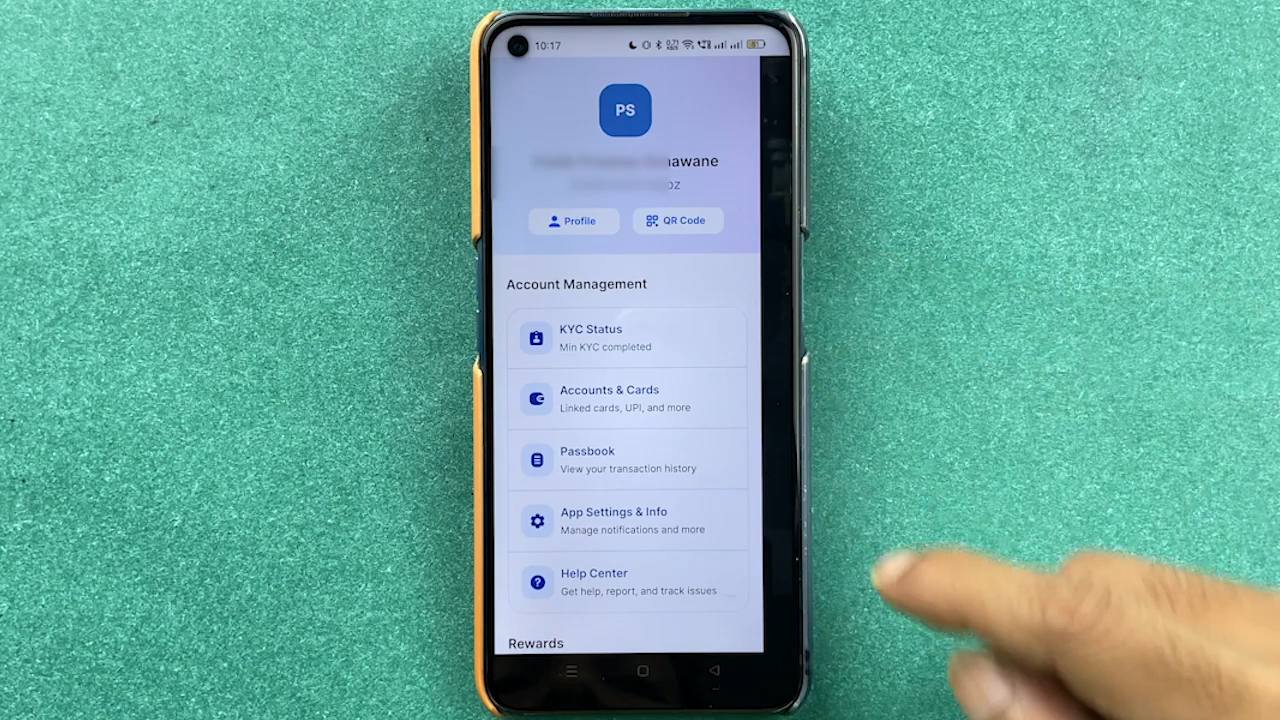 10:17
PS
Profile
QR Code
Account Management
KYC Status
Min KYC completed
Accounts & Cards
Linked cards, UPI, and more
Passbook
View your transaction history
App Settings & Info
Manage notifications and more
Help Center
Get help, report, and track issues
Rewards